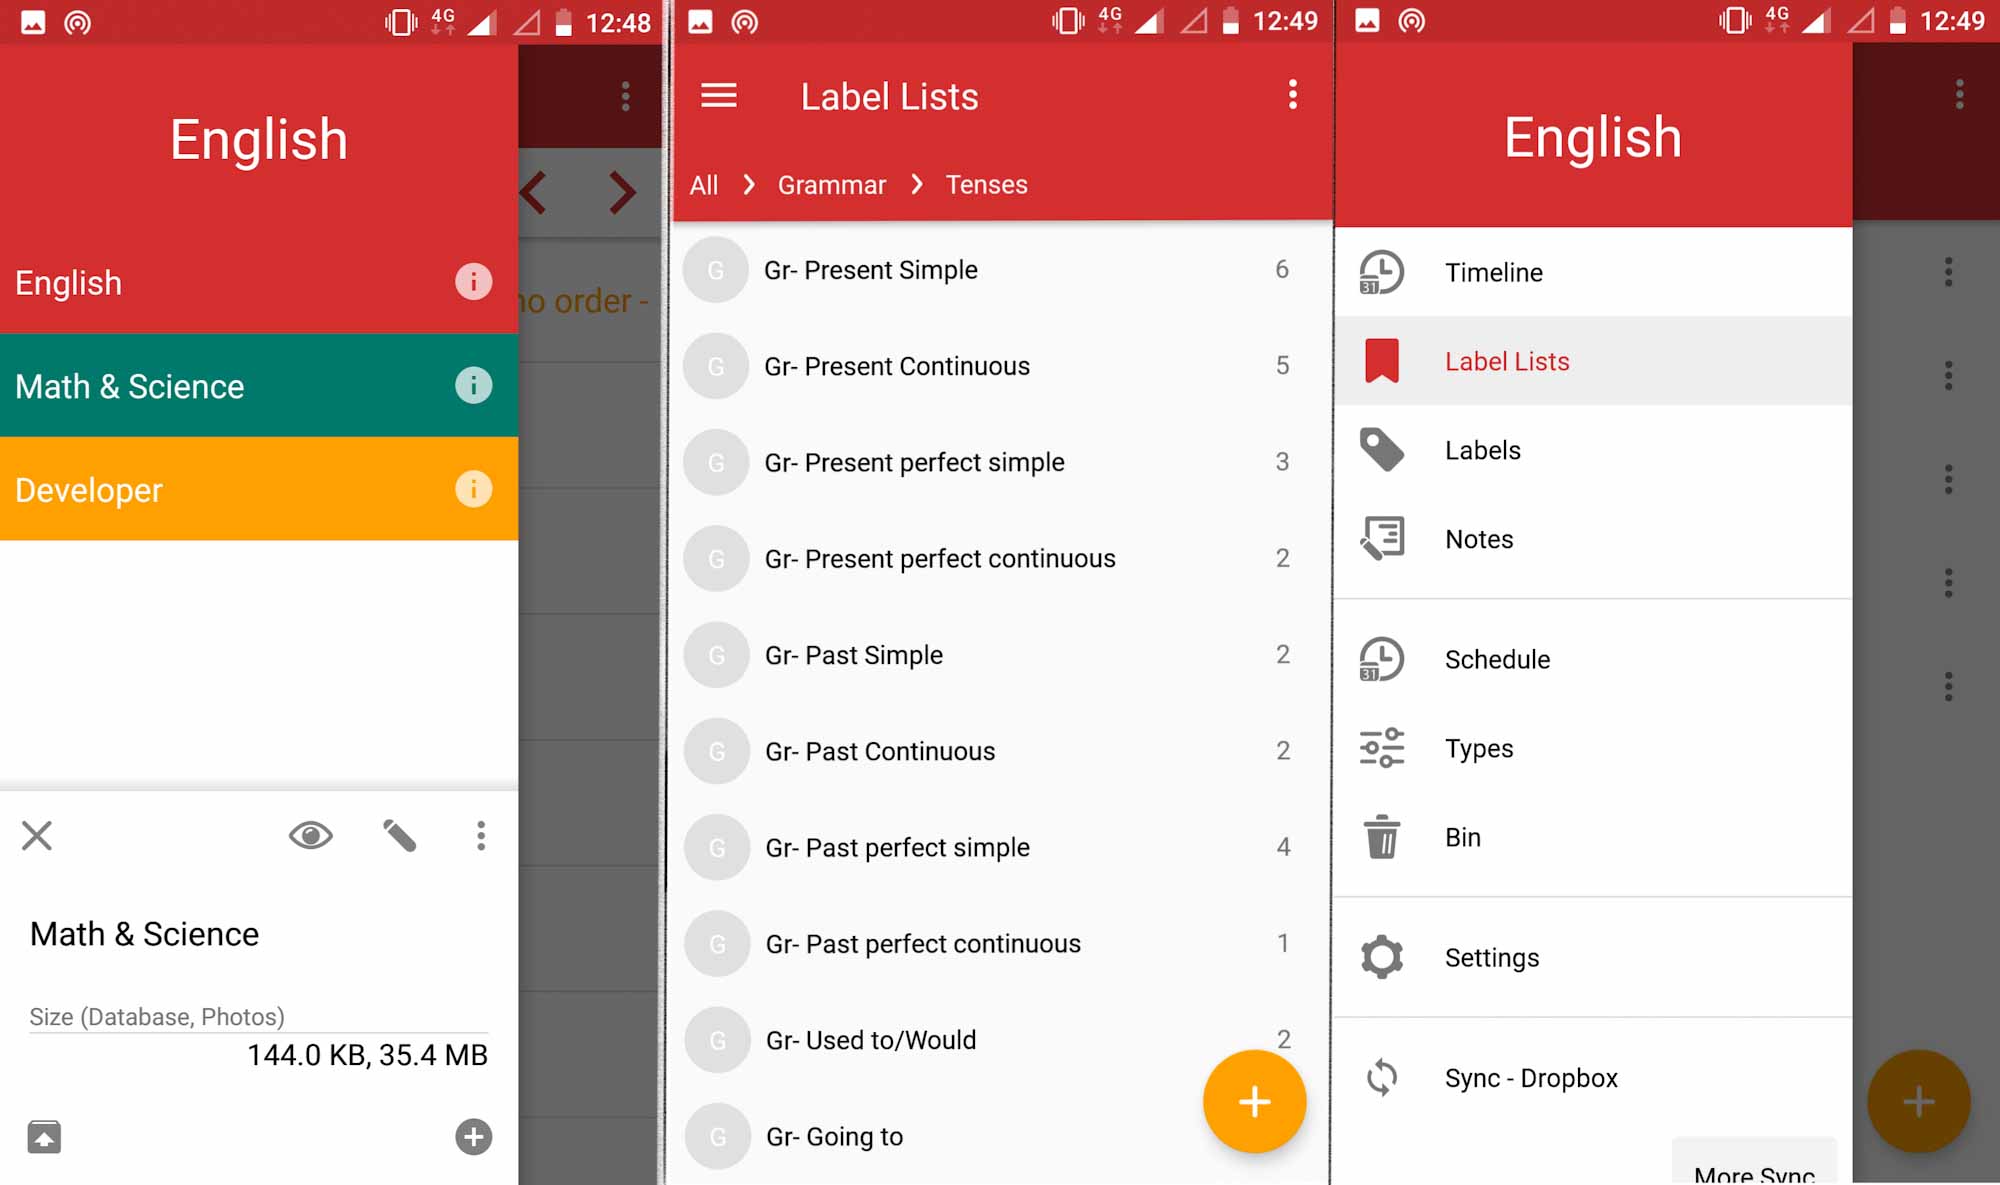 4G 12:48
English
English i
no order -
Math & Science i
Developer i
Math & Science
Size (Database, Photos)
144.0 KB, 35.4 MB
4G 12:49
Label Lists
All Grammar Tenses
G Gr- Present Simple 6
G Gr- Present Continuous 5
G Gr- Present perfect simple 3
G Gr- Present perfect continuous 2
G Gr- Past Simple 2
G Gr- Past Continuous 2
G Gr- Past perfect simple 4
G Gr- Past perfect continuous 1
G Gr- Used to/Would 2
G Gr- Going to
4G 12:49
English
31 Timeline
Label Lists
Labels
Notes
31 Schedule
Types
Bin
Settings
Sync - Dropbox
More Sync